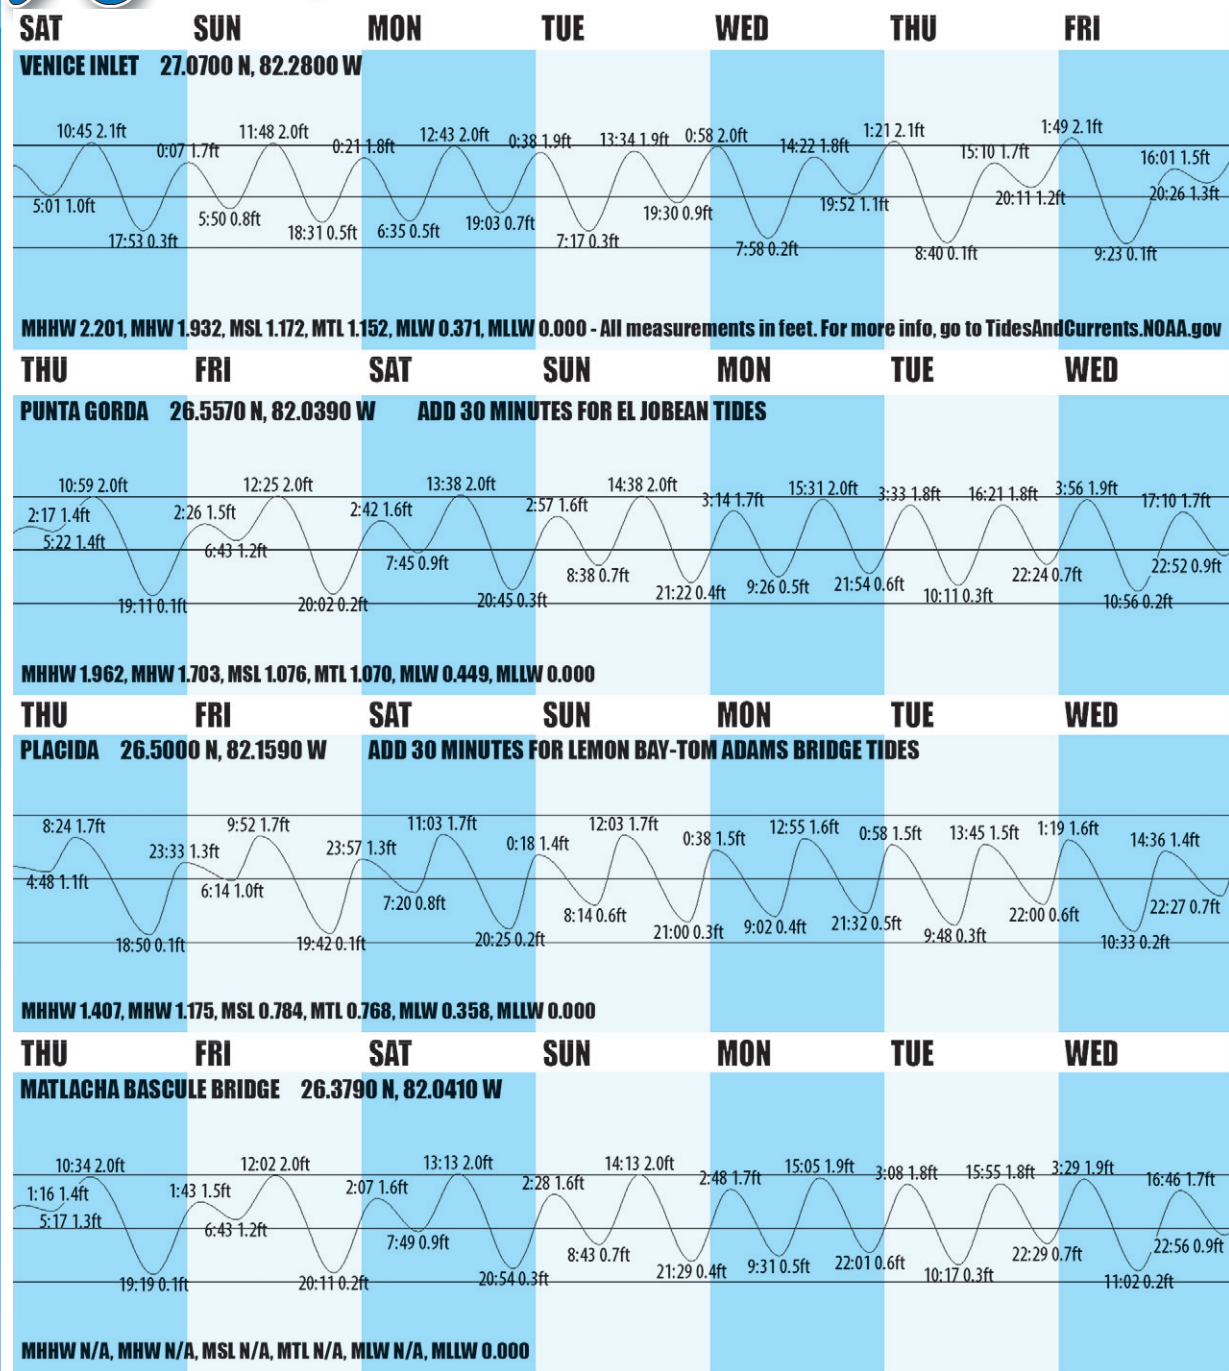 SAT SUN MON TUE WED THU FRI
VENICE INLET 27.0700 N, 82.2800 W
10:45 2.1ft 0:07 1.7ft 11:48 2.0ft 0:21 1.8ft 12:43 2.0ft 0:38 1.9ft 13:34 1.9ft 0:58 2.0ft 14:22 1.8ft 1:21 2.1ft 15:10 1.7ft 1:49 2.1ft 16:01 1.5ft
5:01 1.0ft 17:53 0.3ft 5:50 0.8ft 18:31 0.5ft 6:35 0.5ft 19:03 0.7ft 7:17 0.3ft 19:30 0.9ft 7:58 0.2ft 19:52 1.1ft 8:40 0.1ft 20:11 1.2ft 9:23 0.1ft 20:26 1.3ft
MHHW 2.201, MHW 1.932, MSL 1.172, MTL 1.152, MLW 0.371, MLLW 0.000 - All measurements in feet. For more info, go to TidesAndCurrents.NOAA.gov
THU FRI SAT SUN MON TUE WED
PUNTA GORDA 26.5570 N, 82.0390 W ADD 30 MINUTES FOR EL JOBEAN TIDES
2:17 1.4ft 10:59 2.0ft 2:26 1.5ft 12:25 2.0ft 2:42 1.6ft 13:38 2.0ft 2:57 1.6ft 14:38 2.0ft 3:14 1.7ft 15:31 2.0ft 3:33 1.8ft 16:21 1.8ft 3:56 1.9ft 17:10 1.7ft
5:22 1.4ft 19:11 0.1ft 6:43 1.2ft 20:02 0.2ft 7:45 0.9ft 20:45 0.3ft 8:38 0.7ft 21:22 0.4ft 9:26 0.5ft 21:54 0.6ft 10:11 0.3ft 22:24 0.7ft 10:56 0.2ft 22:52 0.9ft
MHHW 1.962, MHW 1.703, MSL 1.076, MTL 1.070, MLW 0.449, MLLW 0.000
THU FRI SAT SUN MON TUE WED
PLACIDA 26.5000 N, 82.1590 W ADD 30 MINUTES FOR LEMON BAY-TOM ADAMS BRIDGE TIDES
8:24 1.7ft 23:33 1.3ft 9:52 1.7ft 23:57 1.3ft 11:03 1.7ft 0:18 1.4ft 12:03 1.7ft 0:38 1.5ft 12:55 1.6ft 0:58 1.5ft 13:45 1.5ft 1:19 1.6ft 14:36 1.4ft
4:48 1.1ft 18:50 0.1ft 6:14 1.0ft 19:42 0.1ft 7:20 0.8ft 20:25 0.2ft 8:14 0.6ft 21:00 0.3ft 9:02 0.4ft 21:32 0.5ft 9:48 0.3ft 22:00 0.6ft 10:33 0.2ft 22:27 0.7ft
MHHW 1.407, MHW 1.175, MSL 0.784, MTL 0.768, MLW 0.358, MLLW 0.000
THU FRI SAT SUN MON TUE WED
MATLACHA BASCULE BRIDGE 26.3790 N, 82.0410 W
1:16 1.4ft 10:34 2.0ft 1:43 1.5ft 12:02 2.0ft 2:07 1.6ft 13:13 2.0ft 2:28 1.6ft 14:13 2.0ft 2:48 1.7ft 15:05 1.9ft 3:08 1.8ft 15:55 1.8ft 3:29 1.9ft 16:46 1.7ft
5:17 1.3ft 19:19 0.1ft 6:43 1.2ft 20:11 0.2ft 7:49 0.9ft 20:54 0.3ft 8:43 0.7ft 21:29 0.4ft 9:31 0.5ft 22:01 0.6ft 10:17 0.3ft 22:29 0.7ft 11:02 0.2ft 22:56 0.9ft
MHHW N/A, MHW N/A, MSL N/A, MTL N/A, MLW N/A, MLLW 0.000